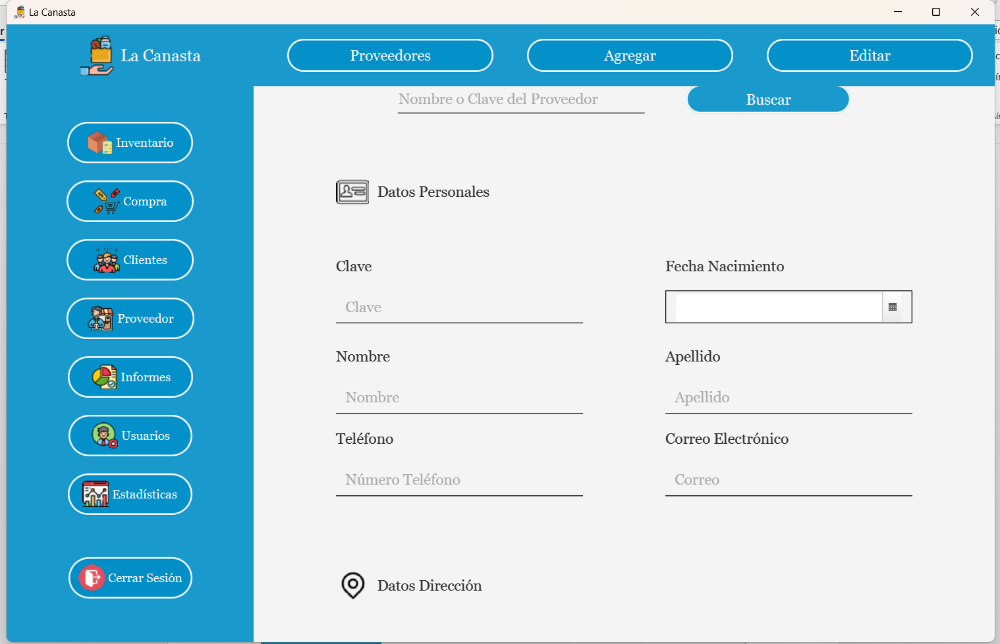 La Canasta
La Canasta
Proveedores
Agregar
Editar
Nombre o Clave del Proveedor
Buscar
Inventario
Compra
Clientes
Proveedor
Informes
Usuarios
Estadísticas
Cerrar Sesión
Datos Personales
Clave
Fecha Nacimiento
Clave
Nombre
Apellido
Nombre
Apellido
Teléfono
Correo Electrónico
Número Teléfono
Correo
Datos Dirección